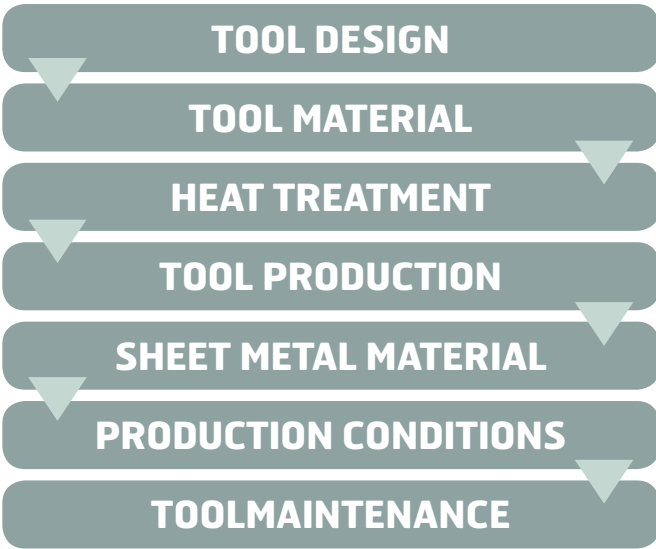 TOOL DESIGN
TOOL MATERIAL
HEAT TREATMENT
TOOL PRODUCTION
SHEET METAL MATERIAL
PRODUCTION CONDITIONS
TOOLMAINTENANCE